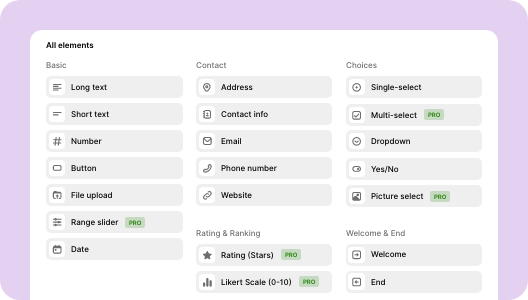 All elements
Basic
Long text
Short text
Number
Button
File upload
Range slider PRO
Date
Contact
Address
Contact info
Email
Phone number
Website
Rating & Ranking
Rating (Stars) PRO
Likert Scale (0-10) PRO
Choices
Single-select
Multi-select PRO
Dropdown
Yes/No
Picture select PRO
Welcome & End
Welcome
End